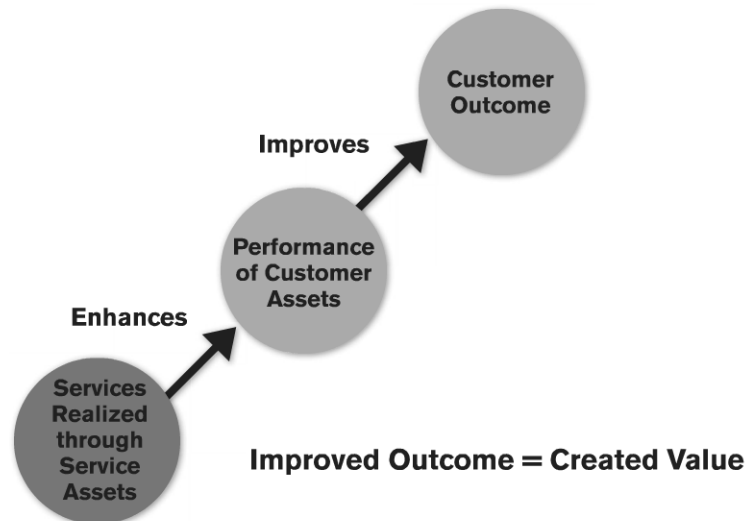 Customer
Outcome
Improves
Performance
of Customer
Assets
Enhances
Services
Realized
through
Service
Assets
Improved Outcome = Created Value